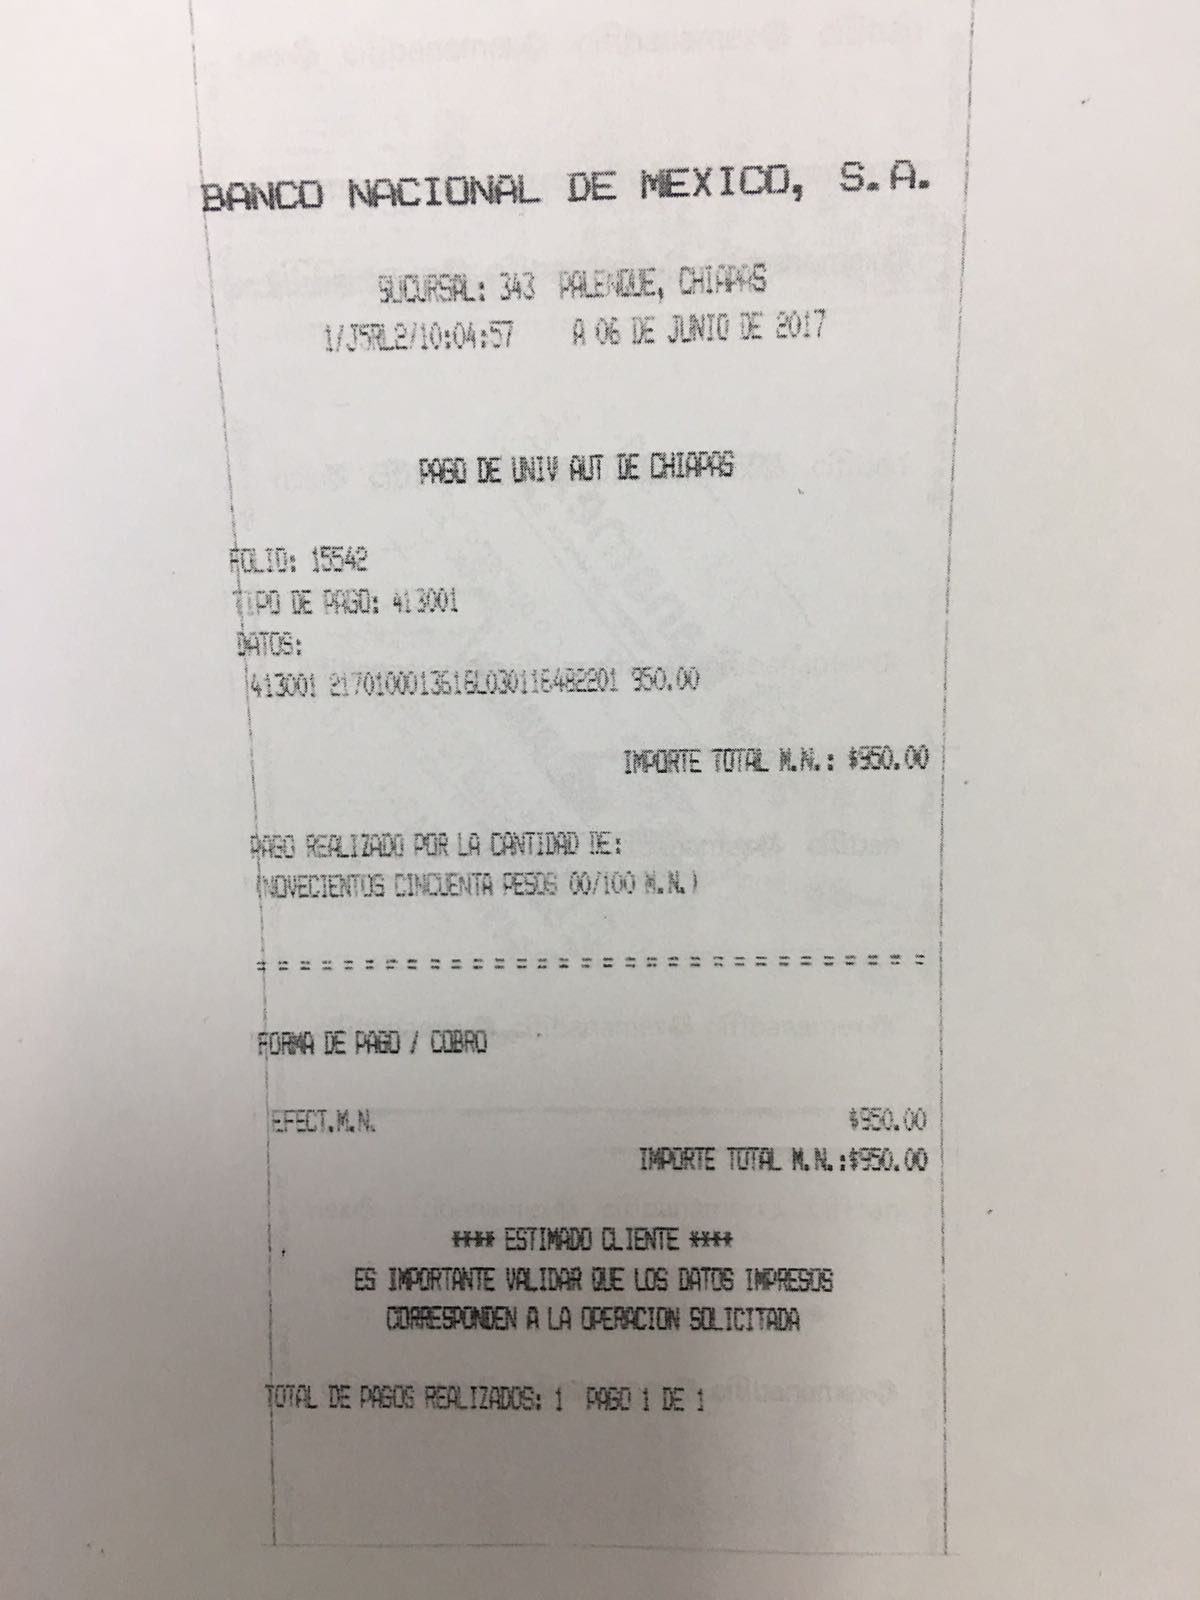 BANCO NACIONAL DE MEXICO, S.A.
SUCURSAL: 343 PALENQUE, CHIAPAS
1/J5RL2/10:04:57 A 06 DE JUNIO DE 2017
PAGO DE UNIV AUT DE CHIAPAS
FOLIO: 15542
TIPO DE PAGO: 413001
DATOS:
413001 2170100013616L030116482201 950.00
IMPORTE TOTAL M.N.: $950.00
PAGO REALIZADO POR LA CANTIDAD DE:
(NOVECIENTOS CINCUENTA PESOS 00/100 M.N.)
= = = = = = = = = = = = = = = = = = = = = = = = = = = = = = =
FORMA DE PAGO / COBRO
EFECT.M.N. $950.00
IMPORTE TOTAL M.N.:$950.00
**** ESTIMADO CLIENTE ****
ES IMPORTANTE VALIDAR QUE LOS DATOS IMPRESOS
CORRESPONDEN A LA OPERACION SOLICITADA
TOTAL DE PAGOS REALIZADOS: 1 PAGO 1 DE 1